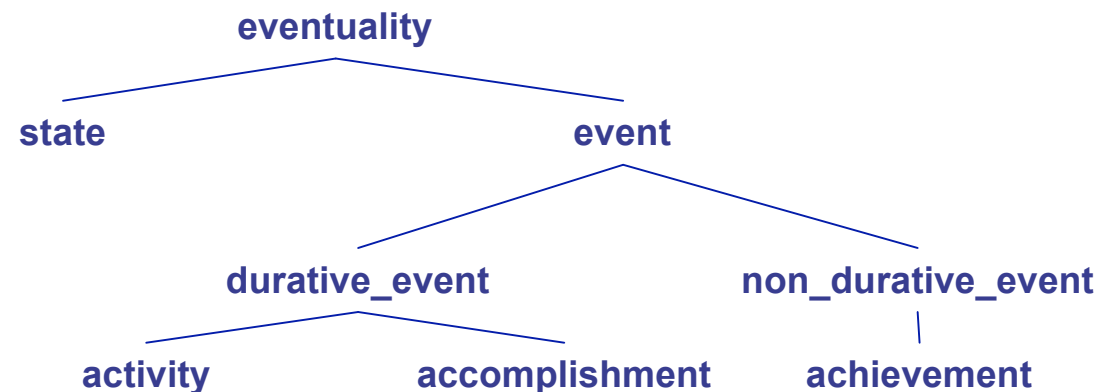 eventuality
state event
durative_event non_durative_event
activity accomplishment achievement